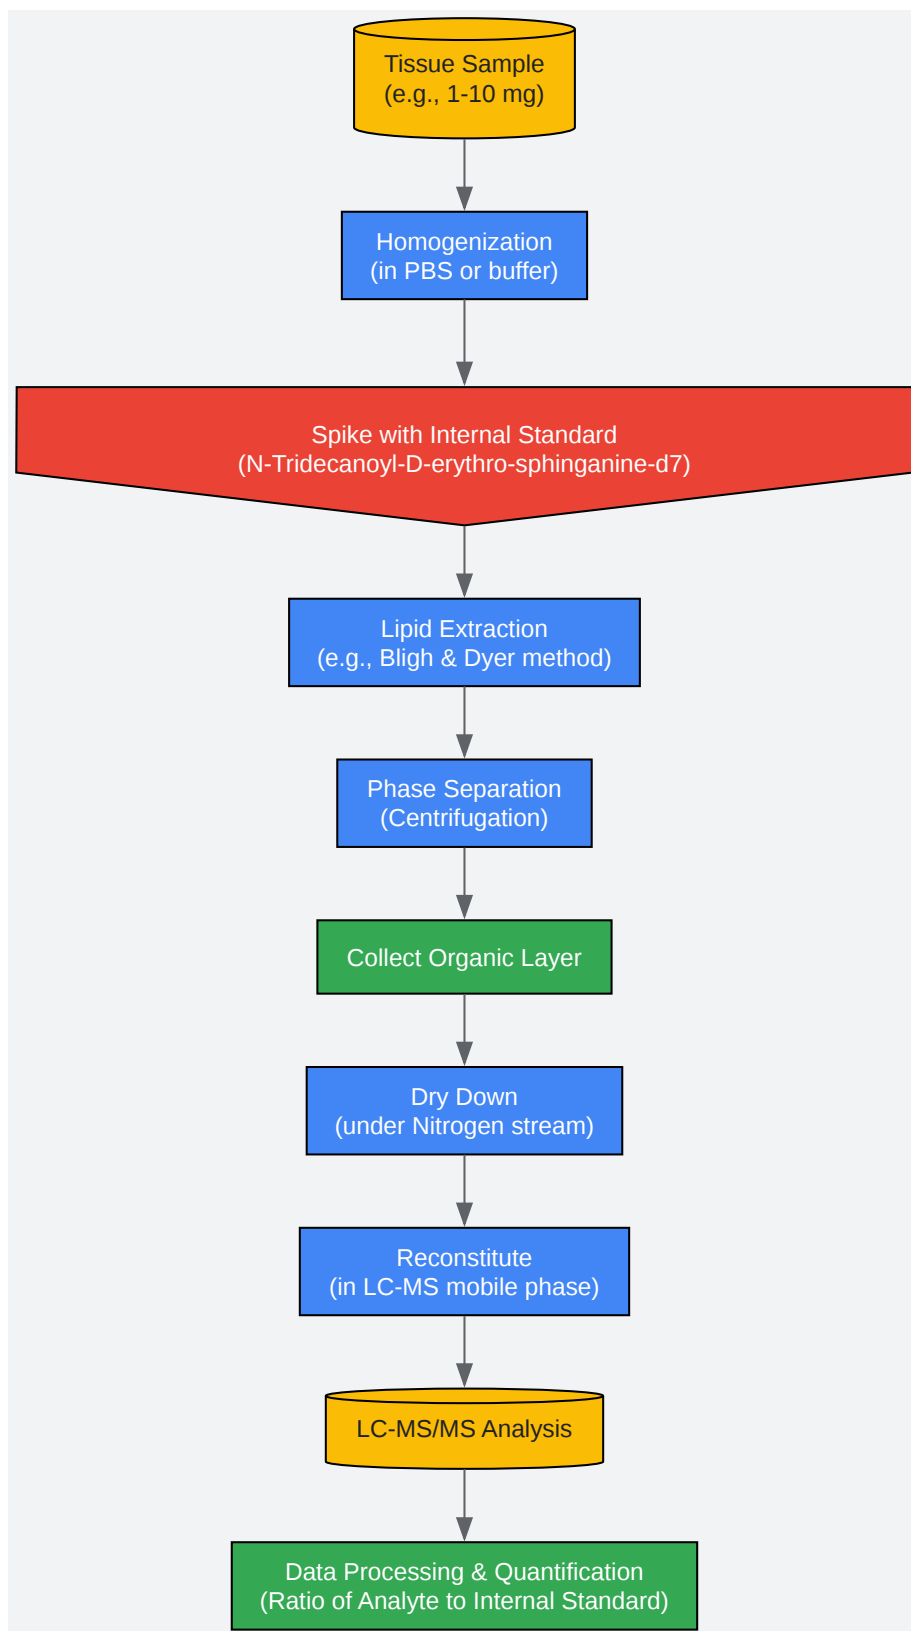 Tissue Sample
(e.g., 1-10 mg)
Homogenization
(in PBS or buffer)
Spike with Internal Standard
(N-Tridecanoyl-D-erythro-sphinganine-d7)
Lipid Extraction
(e.g., Bligh & Dyer method)
Phase Separation
(Centrifugation)
Collect Organic Layer
Dry Down
(under Nitrogen stream)
Reconstitute
(in LC-MS mobile phase)
LC-MS/MS Analysis
Data Processing & Quantification
(Ratio of Analyte to Internal Standard)